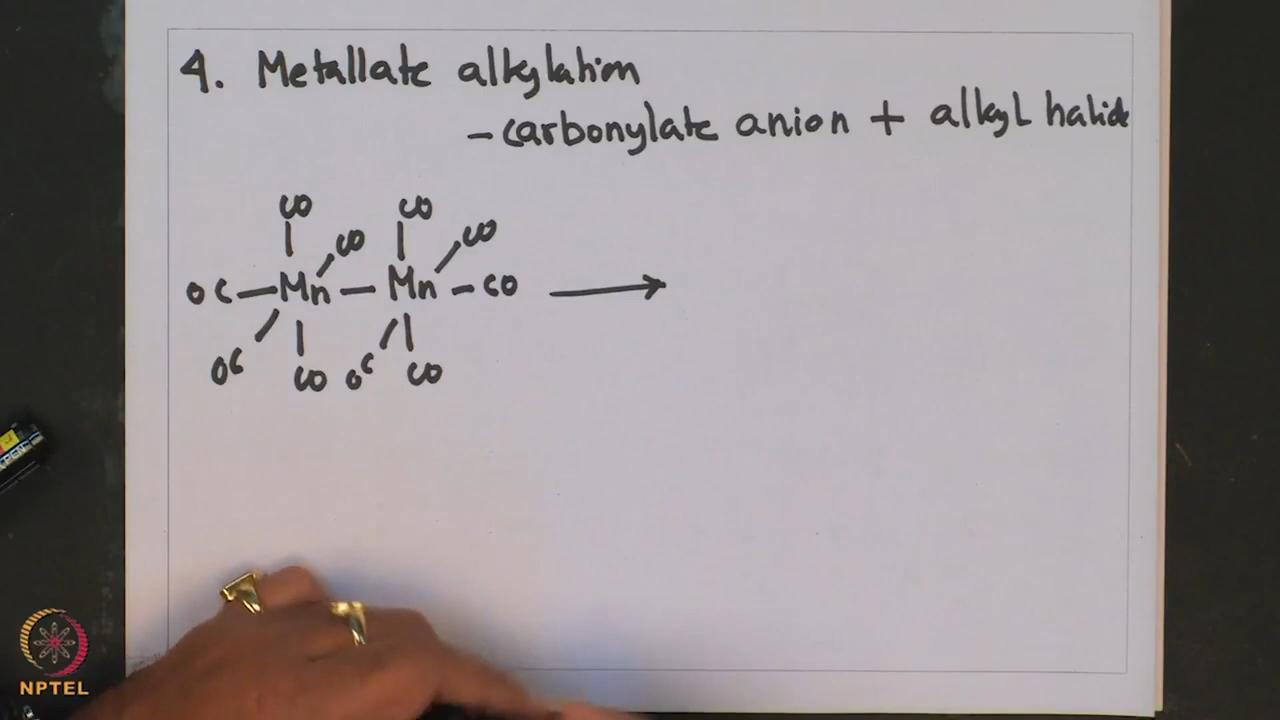 4. Metallate alkylation
- carbonylate anion + alkyl halide
CO CO
CO CO
OC—Mn—Mn—CO ⟶
OC CO OC CO
NPTEL